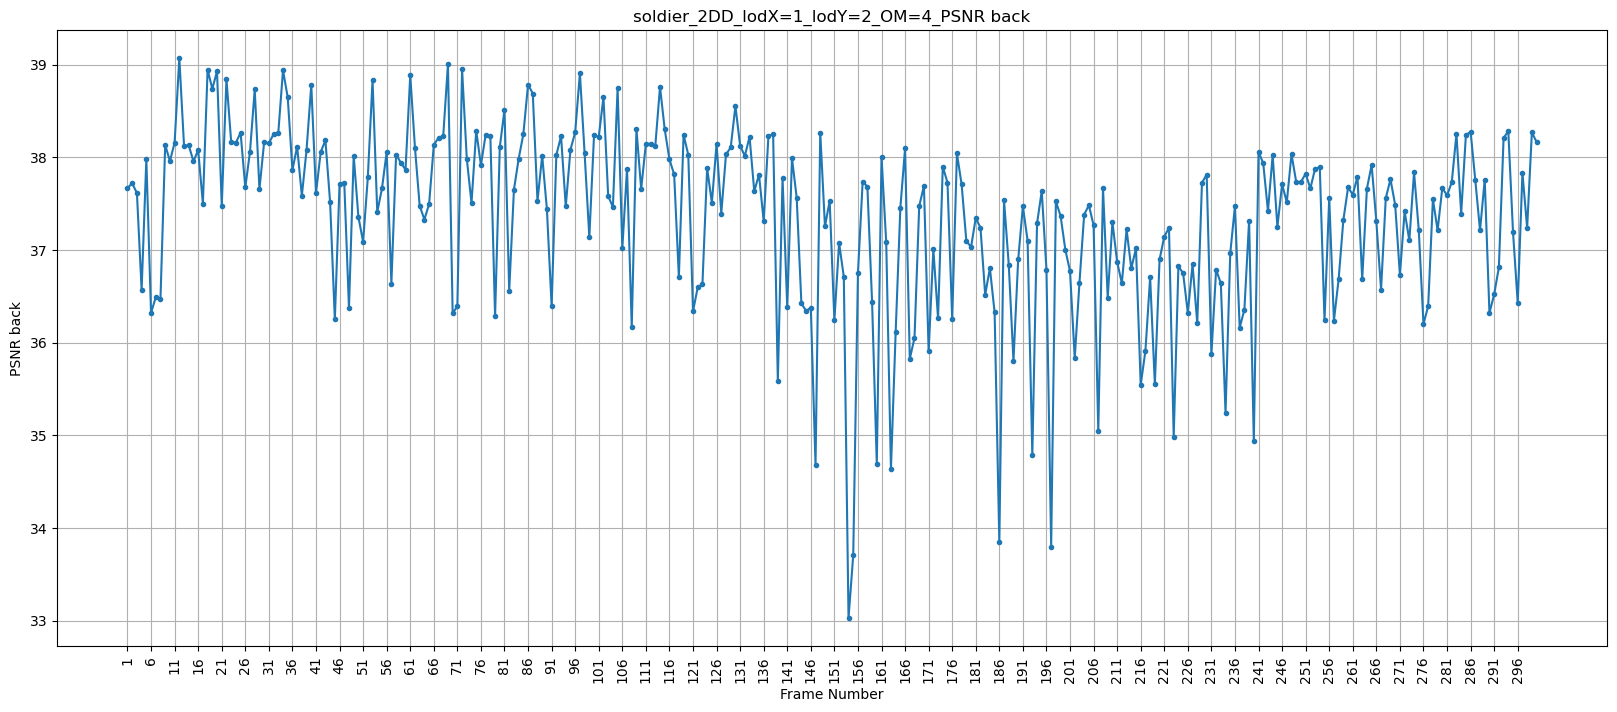 soldier_2DD_lodX=1_lodY=2_OM=4_PSNR back
39
38
37
36
35
34
33
PSNR back
1 6 11 16 21 26 31 36 41 46 51 56 61 66 71 76 81 86 91 96 101 106 111 116 121 126 131 136 141 146 151 156 161 166 171 176 181 186 191 196 201 206 211 216 221 226 231 236 241 246 251 256 261 266 271 276 281 286 291 296
Frame Number